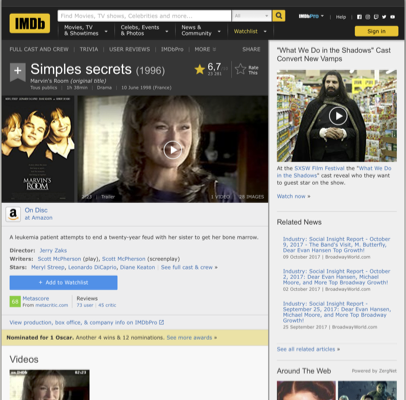 IMDb
Find Movies, TV shows, Celebrities and more...
All
IMDbPro
Help
Movies, TV & Showtimes
Celebs, Events & Photos
News & Community
Watchlist
Sign in
FULL CAST AND CREW | TRIVIA | USER REVIEWS | IMDbPro | MORE
SHARE
Simples secrets (1996)
Marvin's Room (original title)
Tous publics | 1h 38min | Drama | 10 June 1998 (France)
6,7
Rate This
MARVIN'S ROOM
Trailer
1 VIDEO
IMAGES
On Disc
at Amazon
A leukemia patient attempts to end a twenty-year feud with her sister to get her bone marrow.
Director: Jerry Zaks
Writers: Scott McPherson (play), Scott McPherson (screenplay)
Stars: Meryl Streep, Leonardo DiCaprio, Diane Keaton | See full cast & crew »
+ Add to Watchlist
Metascore
From metacritic.com
Reviews
73 user | 45 critic
View production, box office, & company info on IMDbPro
Nominated for 1 Oscar. Another 4 wins & 12 nominations. See more awards »
Videos
"What We Do in the Shadows" Cast Convert New Vamps
At the SXSW Film Festival the "What We Do in the Shadows" cast reveal who they want to guest star on the show.
Watch now »
Related News
Industry: Social Insight Report - October 9, 2017 - The Band's Visit, M. Butterfly, Dear Evan Hansen Top Growth!
09 October 2017 | BroadwayWorld.com
Industry: Social Insight Report - October 2, 2017 - Dear Evan Hansen, Michael Moore, and More Top Broadway Growth!
02 October 2017 | BroadwayWorld.com
Industry: Social Insight Report - September 25, 2017: Dear Evan Hansen, Michael Moore, and More Top Broadway Growth!
25 September 2017 | BroadwayWorld.com
See all related articles »
Around The Web
Powered by ZergNet